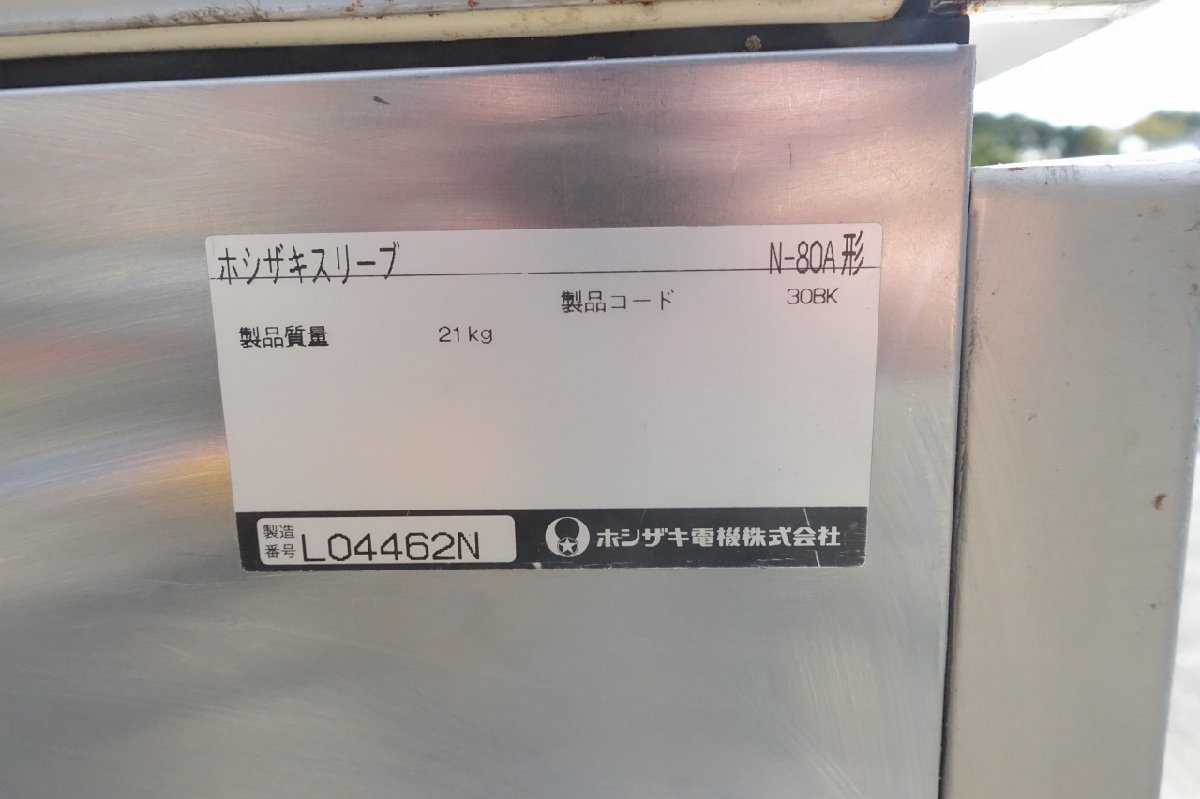 ホシザキスリーブ N-80A形
製品コード 30BK
製品質量 21kg
製造番号 L04462N
ホシザキ電機株式会社